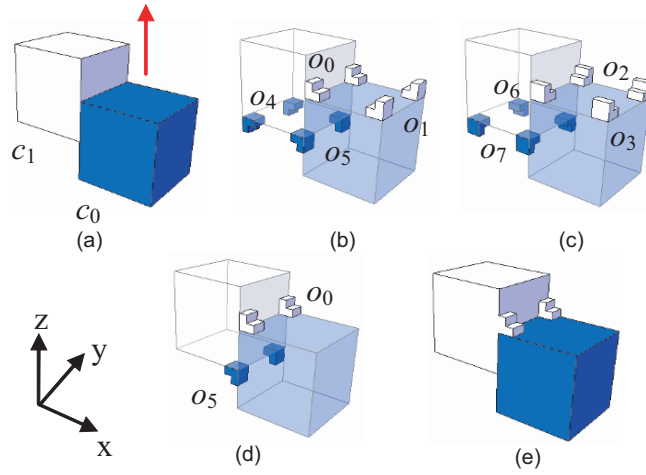 o0 o2
o4 o6
c1 o1 o3
o5 o7
c0
(a) (b) (c)
z o0
y
o5
x
(d) (e)